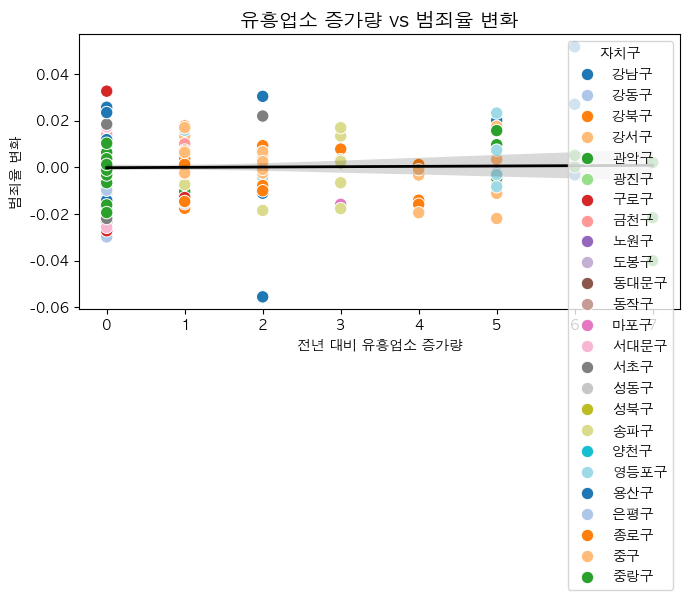 유흥업소 증가량 vs 범죄율 변화
범죄율 변화
0.04
0.02
0.00
-0.02
-0.04
-0.06
0 1 2 3 4 5 6 7
전년 대비 유흥업소 증가량
자치구
강남구
강동구
강북구
강서구
관악구
광진구
구로구
금천구
노원구
도봉구
동대문구
동작구
마포구
서대문구
서초구
성동구
성북구
송파구
양천구
영등포구
용산구
은평구
종로구
중구
중랑구